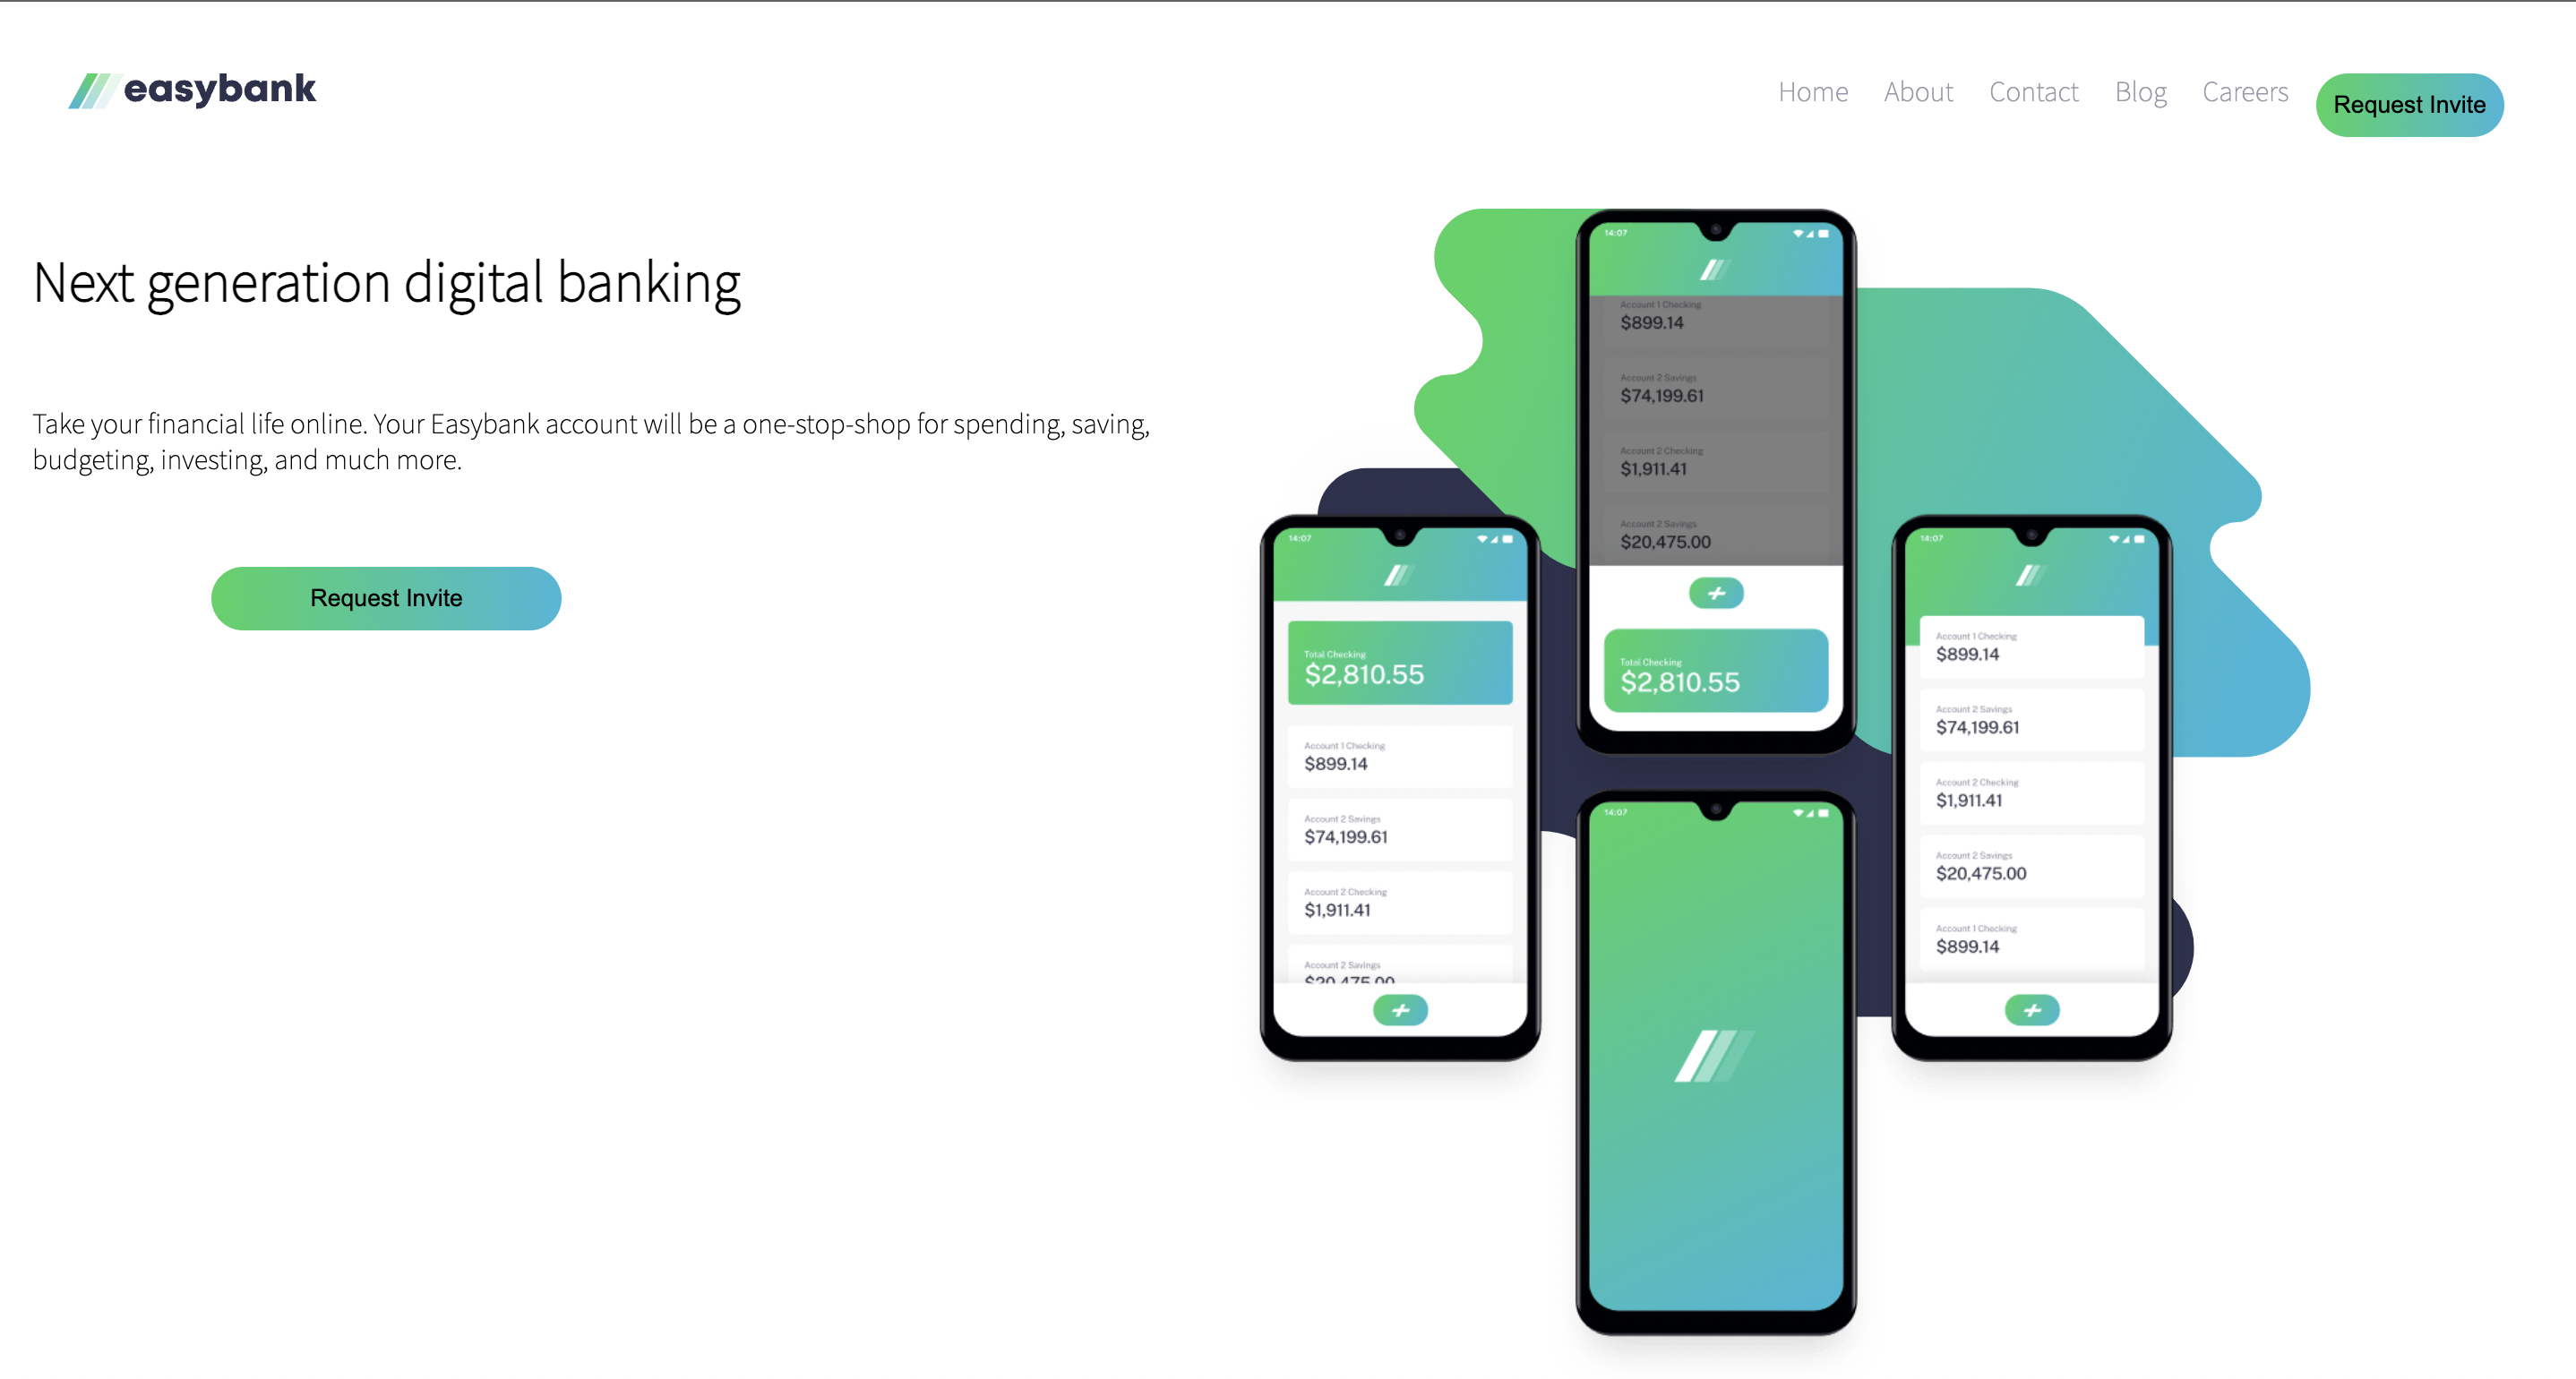 easybank
Home About Contact Blog Careers Request Invite
Next generation digital banking
Take your financial life online. Your Easybank account will be a one-stop-shop for spending, saving,
budgeting, investing, and much more.
Request Invite
14:07
Account 1 Checking
$899.14
Account 2 Savings
$74,199.61
Account 2 Checking
$1,911.41
Account 2 Savings
$20,475.00
Total Checking
$2,810.55
14:07
Total Checking
$2,810.55
Account 1 Checking
$899.14
Account 2 Savings
$74,199.61
Account 2 Checking
$1,911.41
Account 2 Savings
$20,475.00
14:07
Account 1 Checking
$899.14
Account 2 Savings
$74,199.61
Account 2 Checking
$1,911.41
Account 2 Savings
$20,475.00
Account 1 Checking
$899.14
14:07